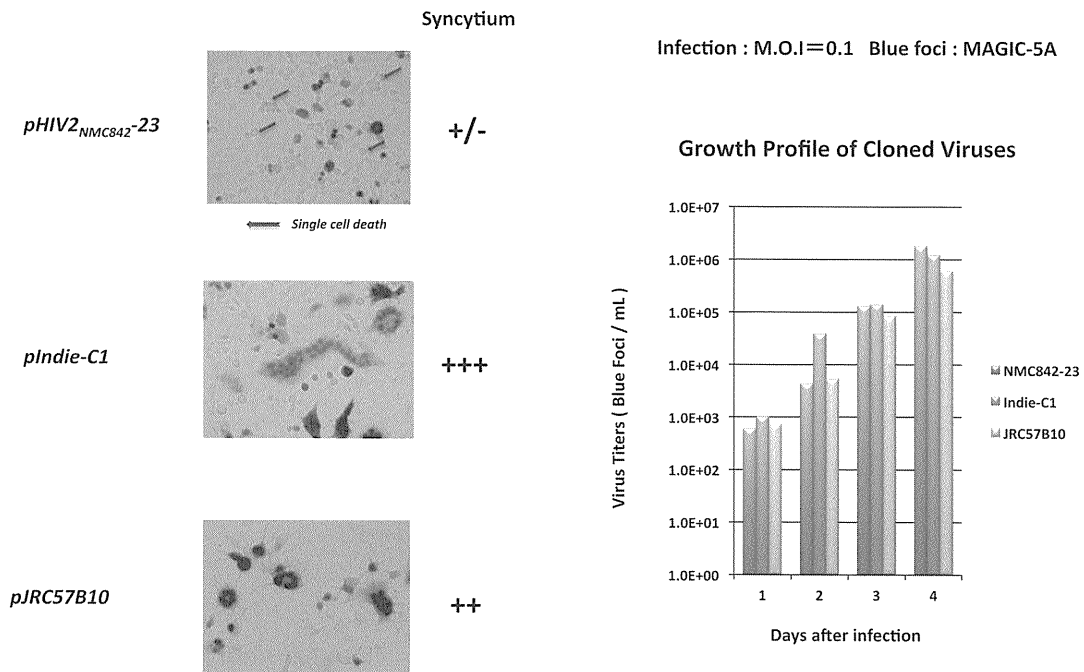 Syncytium
pHIV2NMC842-23
+/-
Single cell death
pIndie-C1
+++
pJRC57B10
++
Infection : M.O.I=0.1 Blue foci : MAGIC-5A
Growth Profile of Cloned Viruses
Virus Titers ( Blue Foci / mL )
1.0E+07
1.0E+06
1.0E+05
1.0E+04
1.0E+03
1.0E+02
1.0E+01
1.0E+00
1 2 3 4
Days after infection
NMC842-23
Indie-C1
JRC57B10